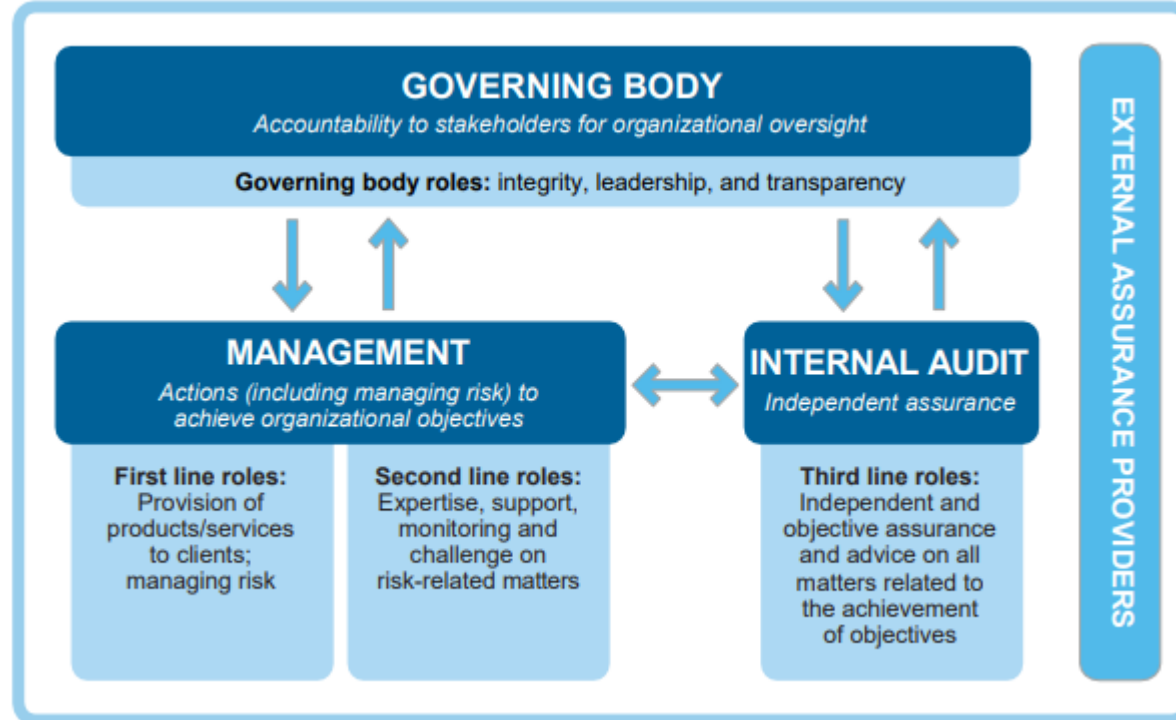 GOVERNING BODY
Accountability to stakeholders for organizational oversight
Governing body roles: integrity, leadership, and transparency
MANAGEMENT
Actions (including managing risk) to
achieve organizational objectives
First line roles:
Provision of
products/services
to clients;
managing risk
Second line roles:
Expertise, support,
monitoring and
challenge on
risk-related matters
INTERNAL AUDIT
Independent assurance
Third line roles:
Independent and
objective assurance
and advice on all
matters related to
the achievement
of objectives
EXTERNAL ASSURANCE PROVIDERS